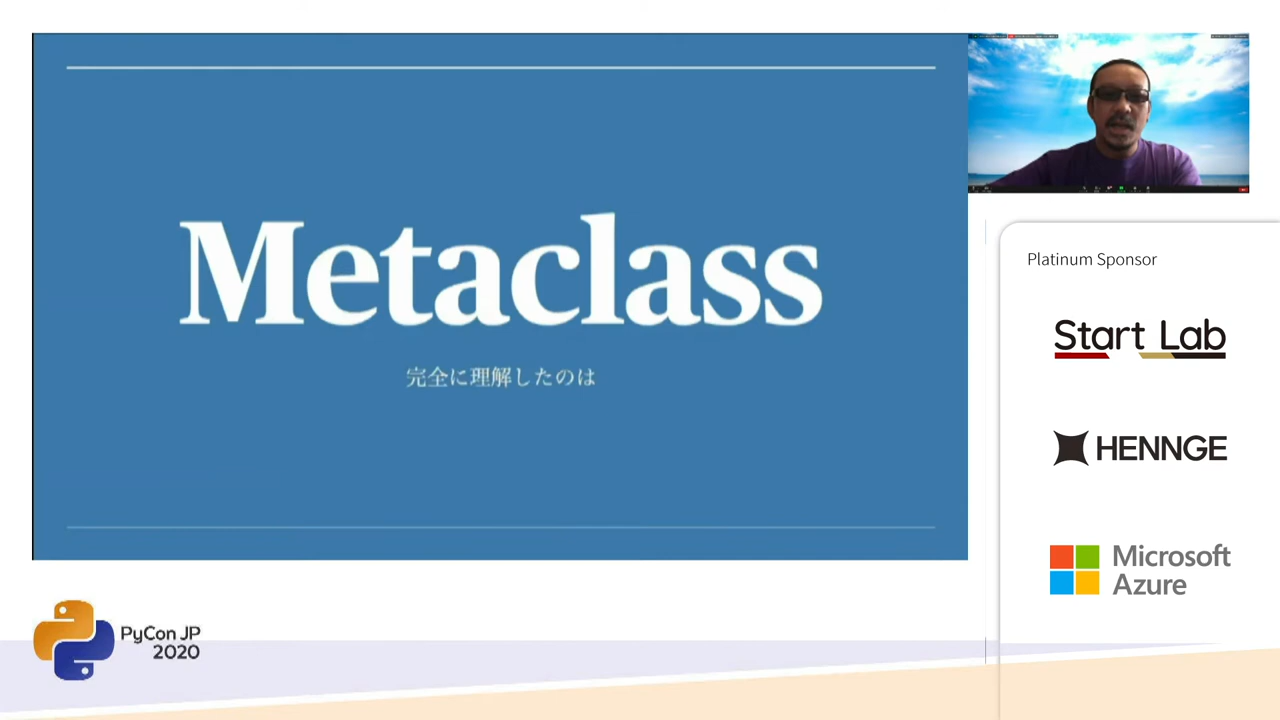 Metaclass
完全に理解したのは
Platinum Sponsor
Start Lab
HENNGE
Microsoft
Azure
PyCon JP
2020